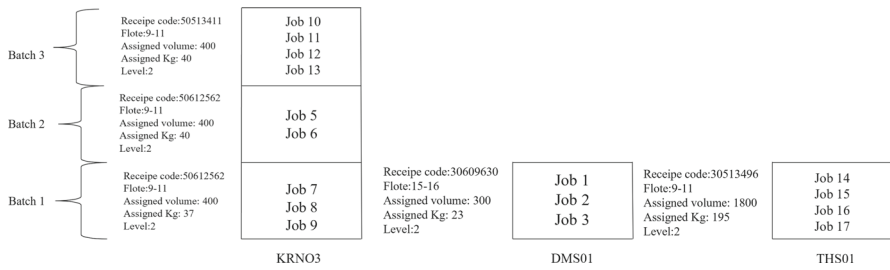 Batch 3
Receipe code:50513411
Flote:9-11
Assigned volume: 400
Assigned Kg: 40
Level:2
Job 10
Job 11
Job 12
Job 13
Batch 2
Receipe code:50612562
Flote:9-11
Assigned volume: 400
Assigned Kg: 40
Level:2
Job 5
Job 6
Batch 1
Receipe code:50612562
Flote:9-11
Assigned volume: 400
Assigned Kg: 37
Level:2
Job 7
Job 8
Job 9
Receipe code:30609630
Flote:15-16
Assigned volume: 300
Assigned Kg: 23
Level:2
Job 1
Job 2
Job 3
Receipe code:30513496
Flote:9-11
Assigned volume: 1800
Assigned Kg: 195
Level:2
Job 14
Job 15
Job 16
Job 17
KRNO3
DMS01
THS01